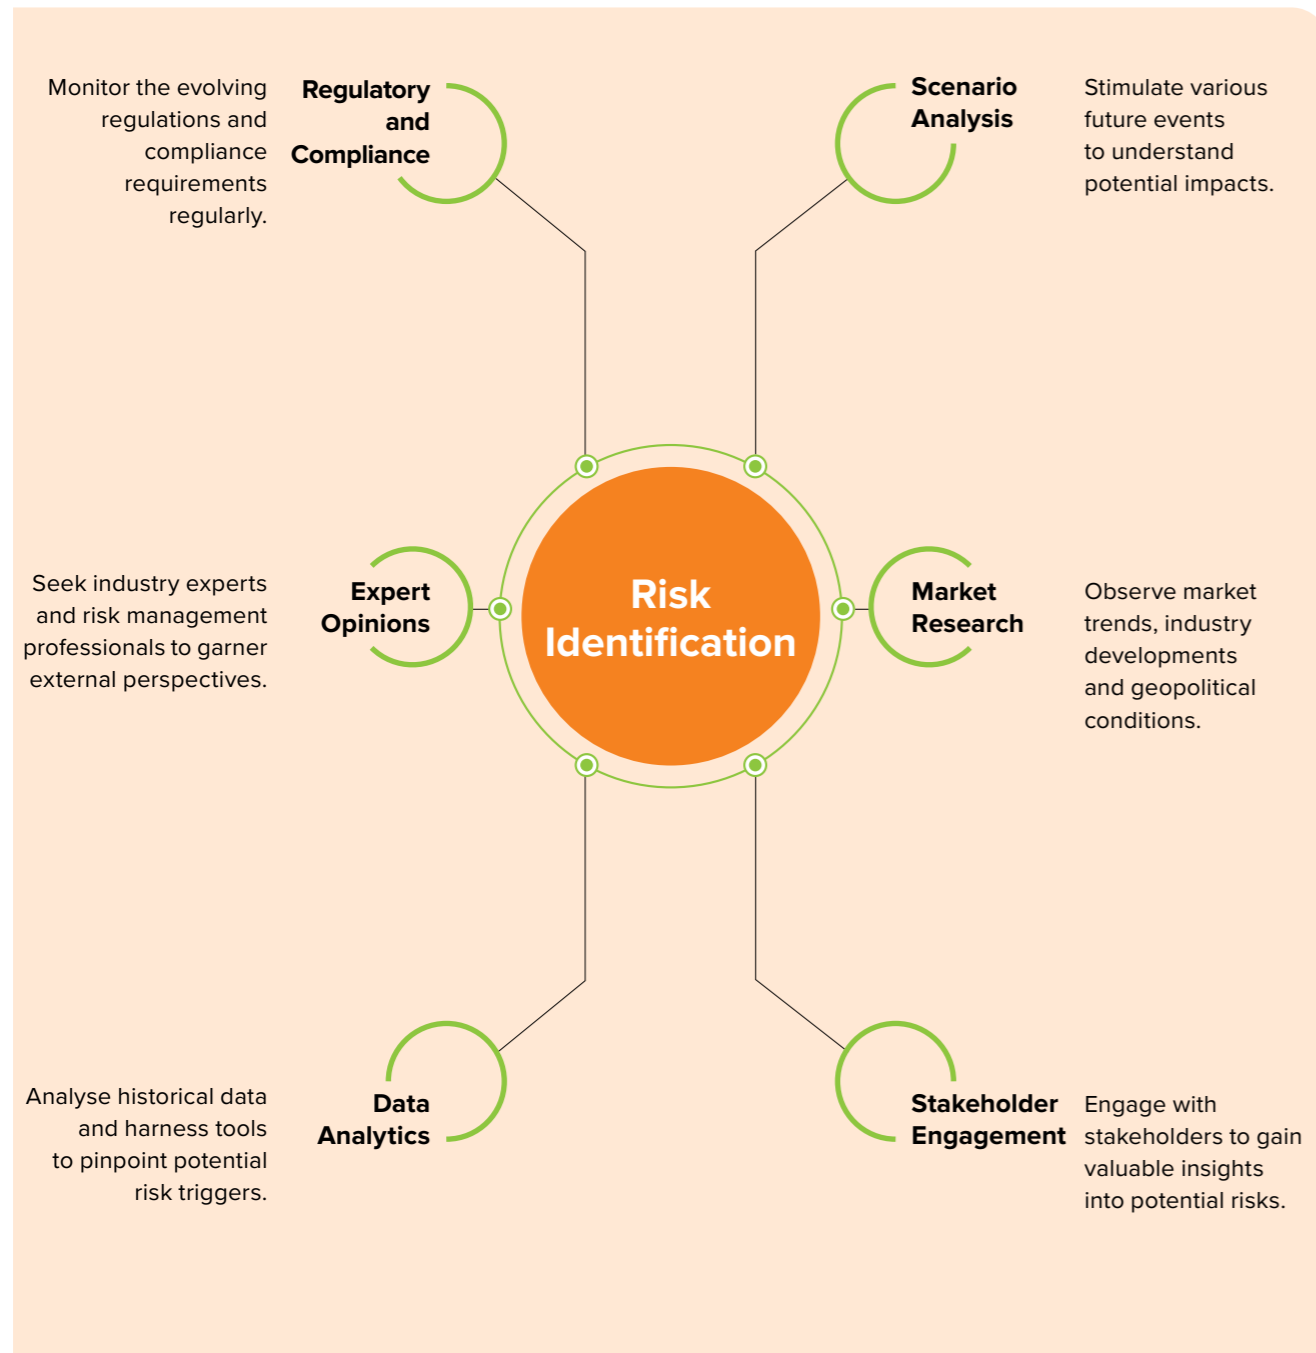 Monitor the evolving
regulations and
compliance
requirements
regularly.
Regulatory
and
Compliance
Scenario
Analysis
Stimulate various
future events
to understand
potential impacts.
Seek industry experts
and risk management
professionals to garner
external perspectives.
Expert
Opinions
Risk
Identification
Market
Research
Observe market
trends, industry
developments
and geopolitical
conditions.
Analyse historical data
and harness tools
to pinpoint potential
risk triggers.
Data
Analytics
Stakeholder
Engagement
Engage with
stakeholders to gain
valuable insights
into potential risks.